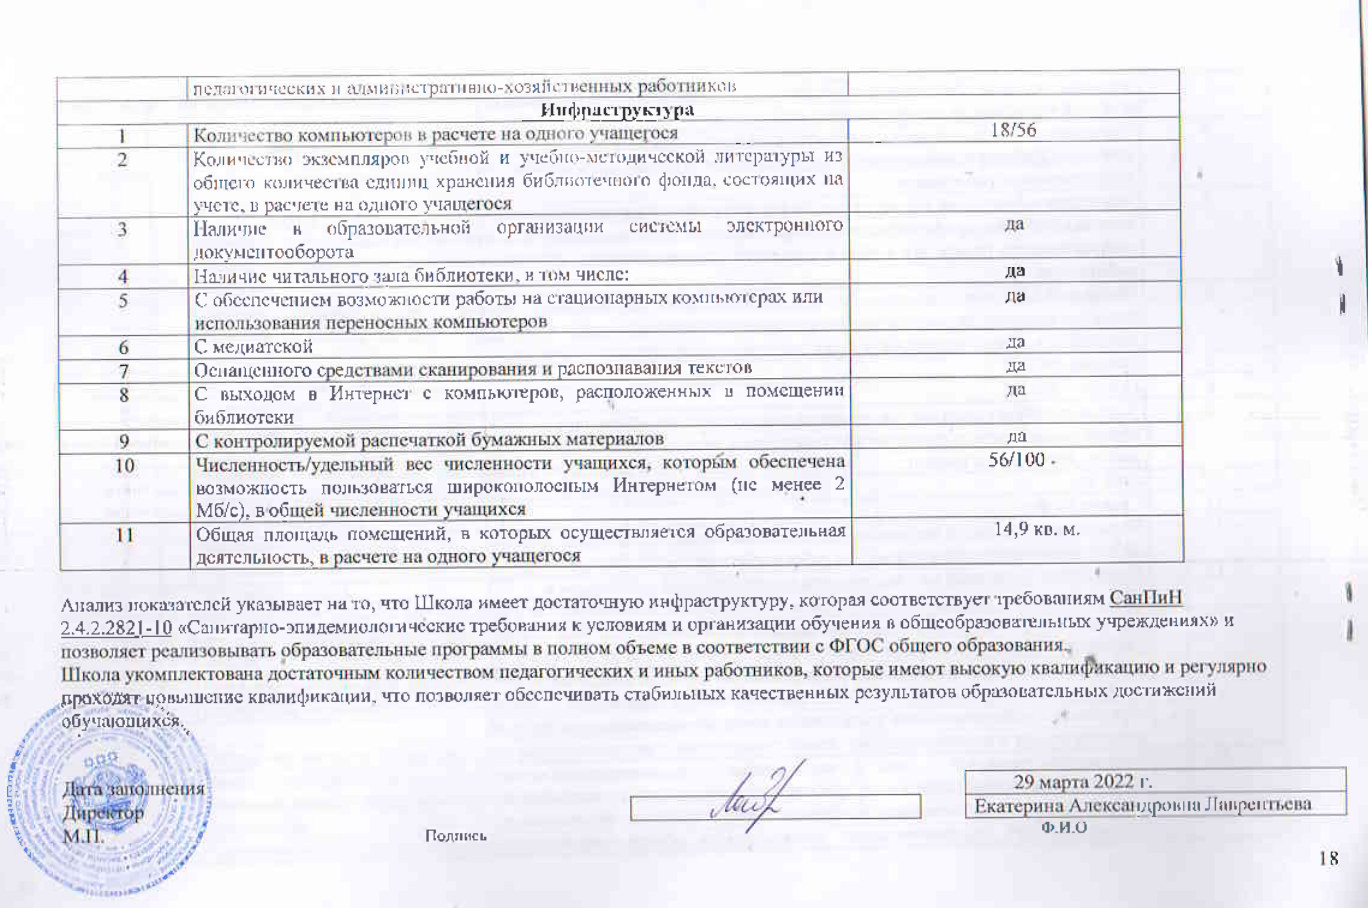 педагогических и административно-хозяйственных работников
Инфраструктура
1 Количество компьютеров в расчете на одного учащегося 18/56
2 Количество экземпляров учебной и учебно-методической литературы из
общего количества единиц хранения библиотечного фонда, состоящих на
учете, в расчете на одного учащегося
3 Наличие в образовательной организации системы электронного да
документооборота
4 Наличие читального зала библиотеки, в том числе: да
5 С обеспечением возможности работы на стационарных компьютерах или да
использования переносных компьютеров
6 С медиатекой да
7 Оснащенного средствами сканирования и распознавания текстов да
8 С выходом в Интернет с компьютеров, расположенных в помещении да
библиотеки
9 С контролируемой распечаткой бумажных материалов да
10 Численность/удельный вес численности учащихся, которым обеспечена 56/100
возможность пользоваться широкополосным Интернетом (не менее 2
Мб/с), в общей численности учащихся
11 Общая площадь помещений, в которых осуществляется образовательная 14,9 кв. м.
деятельность, в расчете на одного учащегося
Анализ показателей указывает на то, что Школа имеет достаточную инфраструктуру, которая соответствует требованиям СанПиН
2.4.2.2821-10 «Санитарно-эпидемиологические требования к условиям и организации обучения в общеобразовательных учреждениях» и
позволяет реализовывать образовательные программы в полном объеме в соответствии с ФГОС общего образования.
Школа укомплектована достаточным количеством педагогических и иных работников, которые имеют высокую квалификацию и регулярно
проходят повышение квалификации, что позволяет обеспечивать стабильных качественных результатов образовательных достижений
обучающихся.
Дата заполнения 29 марта 2022 г.
Директор Екатерина Александровна Лаврентьева
М.П. Подпись Ф.И.О
18